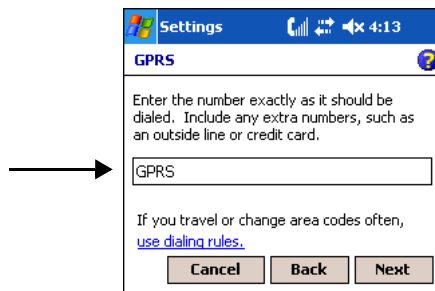 Settings 4:13
GPRS
Enter the number exactly as it should be
dialed. Include any extra numbers, such as
an outside line or credit card.
GPRS
If you travel or change area codes often,
use dialing rules.
Cancel Back Next